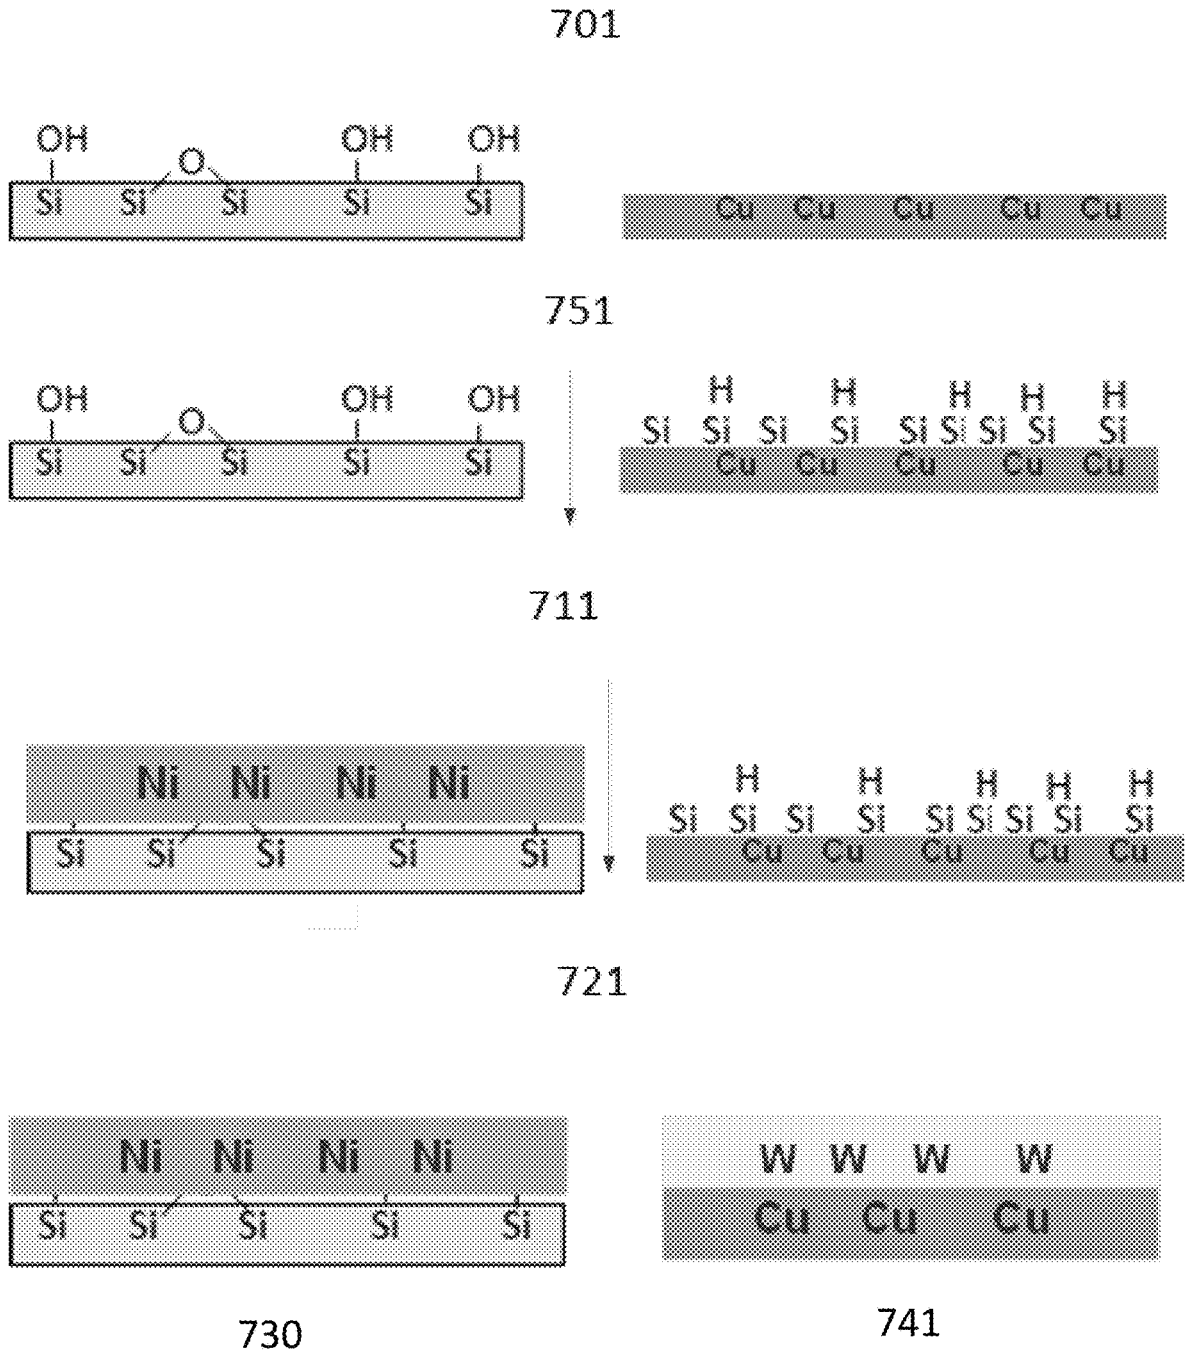 701
OH OH OH
O
Si Si Si Si Si
Cu Cu Cu Cu Cu
751
OH OH OH
O
Si Si Si Si Si
H H H H H
Si Si Si Si Si Si Si Si Si
Cu Cu Cu Cu Cu
711
Ni Ni Ni Ni
Si Si Si Si Si
H H H H H
Si Si Si Si Si Si Si Si Si
Cu Cu Cu Cu Cu
721
Ni Ni Ni Ni
Si Si Si Si Si
W W W W
Cu Cu Cu
730
741